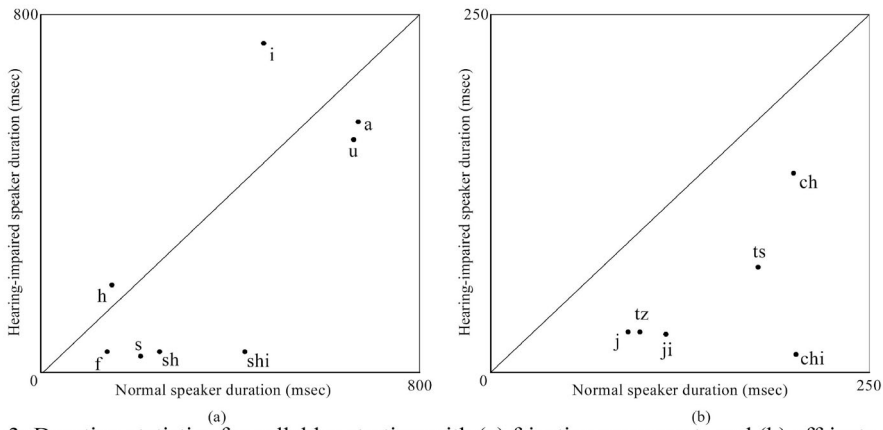 800
Hearing-impaired speaker duration (msec)
i
a
u
h
s
f
sh
shi
0
Normal speaker duration (msec)
800
(a)
250
Hearing-impaired speaker duration (msec)
ch
ts
tz
j
ji
chi
0
Normal speaker duration (msec)
250
(b)